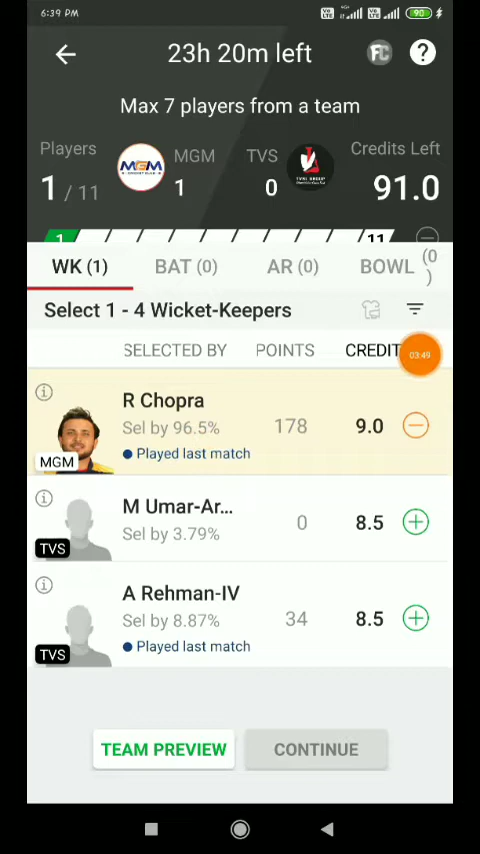 6:39 PM
90
23h 20m left
FC
?
Max 7 players from a team
Players
MGM
TVS
Credits Left
1 / 11
MGM
1
0
91.0
1
11
WK (1)
BAT (0)
AR (0)
BOWL (0)
Select 1 - 4 Wicket-Keepers
SELECTED BY
POINTS
CREDIT
03:49
R Chopra
Sel by 96.5%
178
9.0
Played last match
MGM
M Umar-Ar...
Sel by 3.79%
0
8.5
TVS
A Rehman-IV
Sel by 8.87%
34
8.5
Played last match
TVS
TEAM PREVIEW
CONTINUE